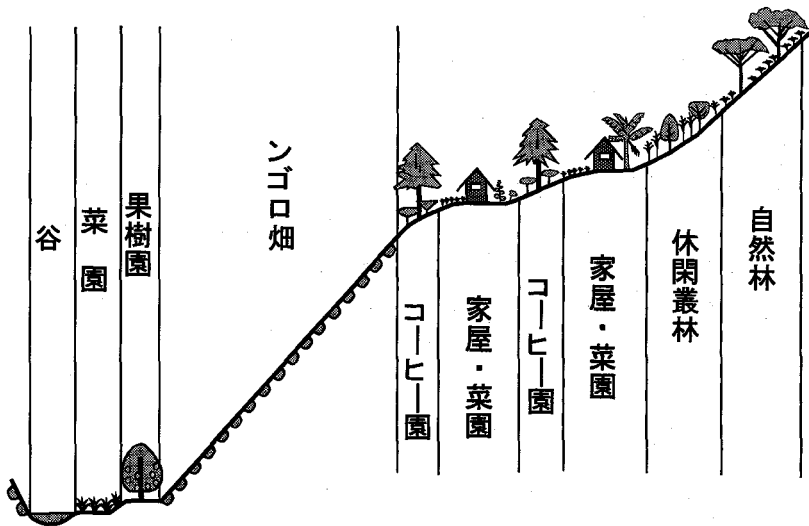 谷
菜園
果樹園
ンゴロ畑
コーヒー園
家屋・菜園
コーヒー園
家屋・菜園
休閑叢林
自然林